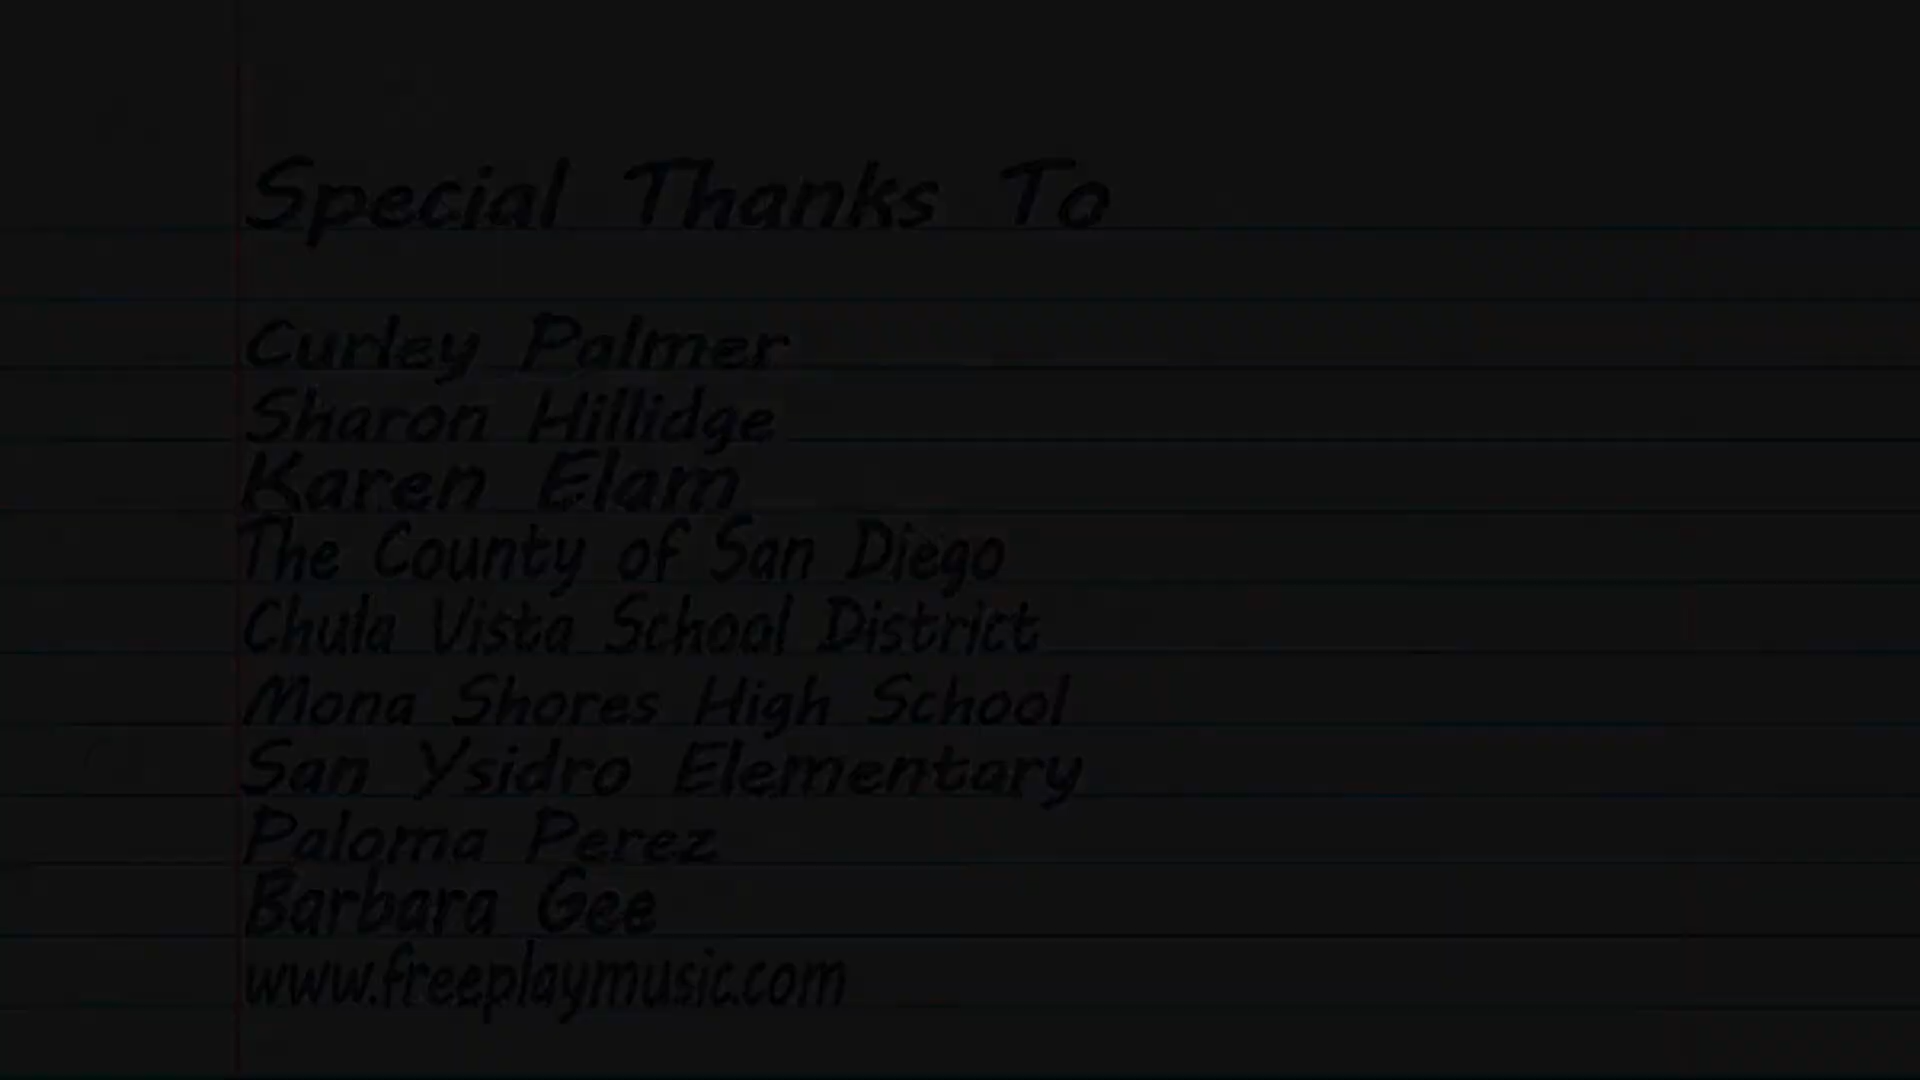 Special Thanks To
Curley Palmer
Sharon Hillidge
Karen Elam
The County of San Diego
Chula Vista School District
Mona Shores High School
San Ysidro Elementary
Paloma Perez
Barbara Gee
www.freeplaymusic.com